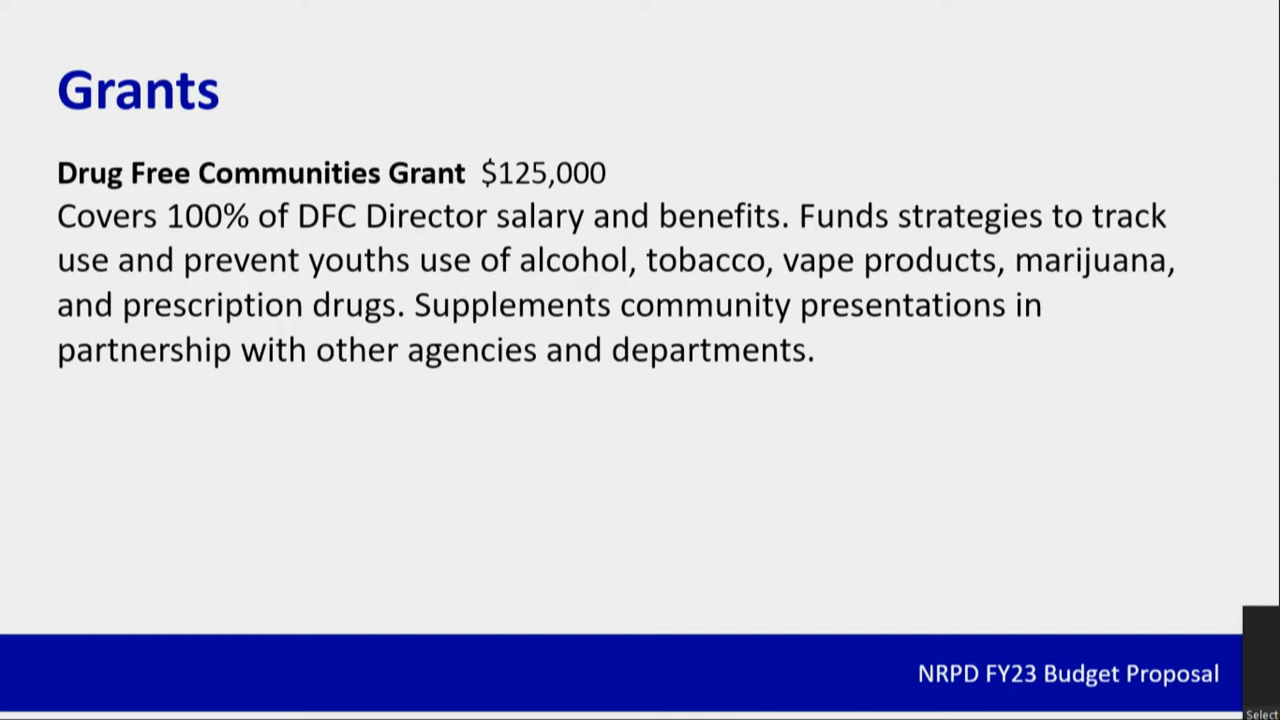 Grants
Drug Free Communities Grant $125,000
Covers 100% of DFC Director salary and benefits. Funds strategies to track
use and prevent youths use of alcohol, tobacco, vape products, marijuana,
and prescription drugs. Supplements community presentations in
partnership with other agencies and departments.
NRPD FY23 Budget Proposal
Select